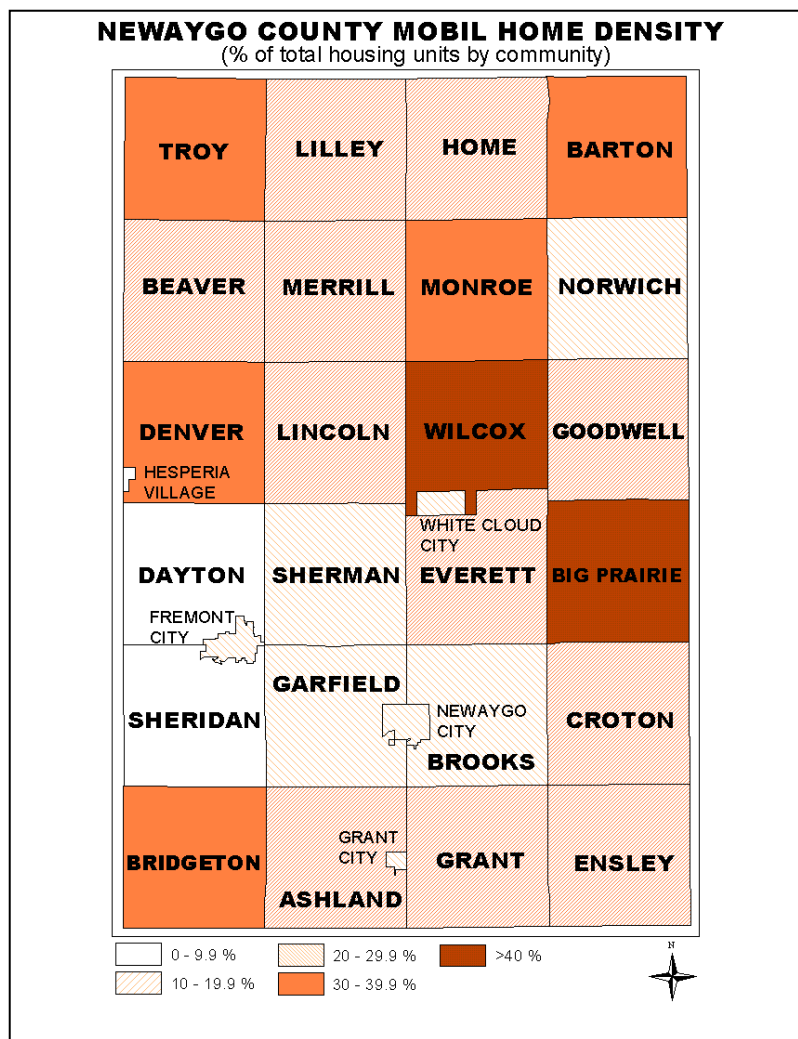 NEWAYGO COUNTY MOBIL HOME DENSITY
(% of total housing units by community)
TROY
LILLEY
HOME
BARTON
BEAVER
MERRILL
MONROE
NORWICH
DENVER
LINCOLN
WILCOX
GOODWELL
HESPERIA
VILLAGE
WHITE CLOUD
CITY
DAYTON
SHERMAN
EVERETT
BIG PRAIRIE
FREMONT
CITY
GARFIELD
SHERIDAN
NEWAYGO
CITY
CROTON
BROOKS
GRANT
CITY
BRIDGETON
GRANT
ENSLEY
ASHLAND
0 - 9.9 %
20 - 29.9 %
>40 %
10 - 19.9 %
30 - 39.9 %
N